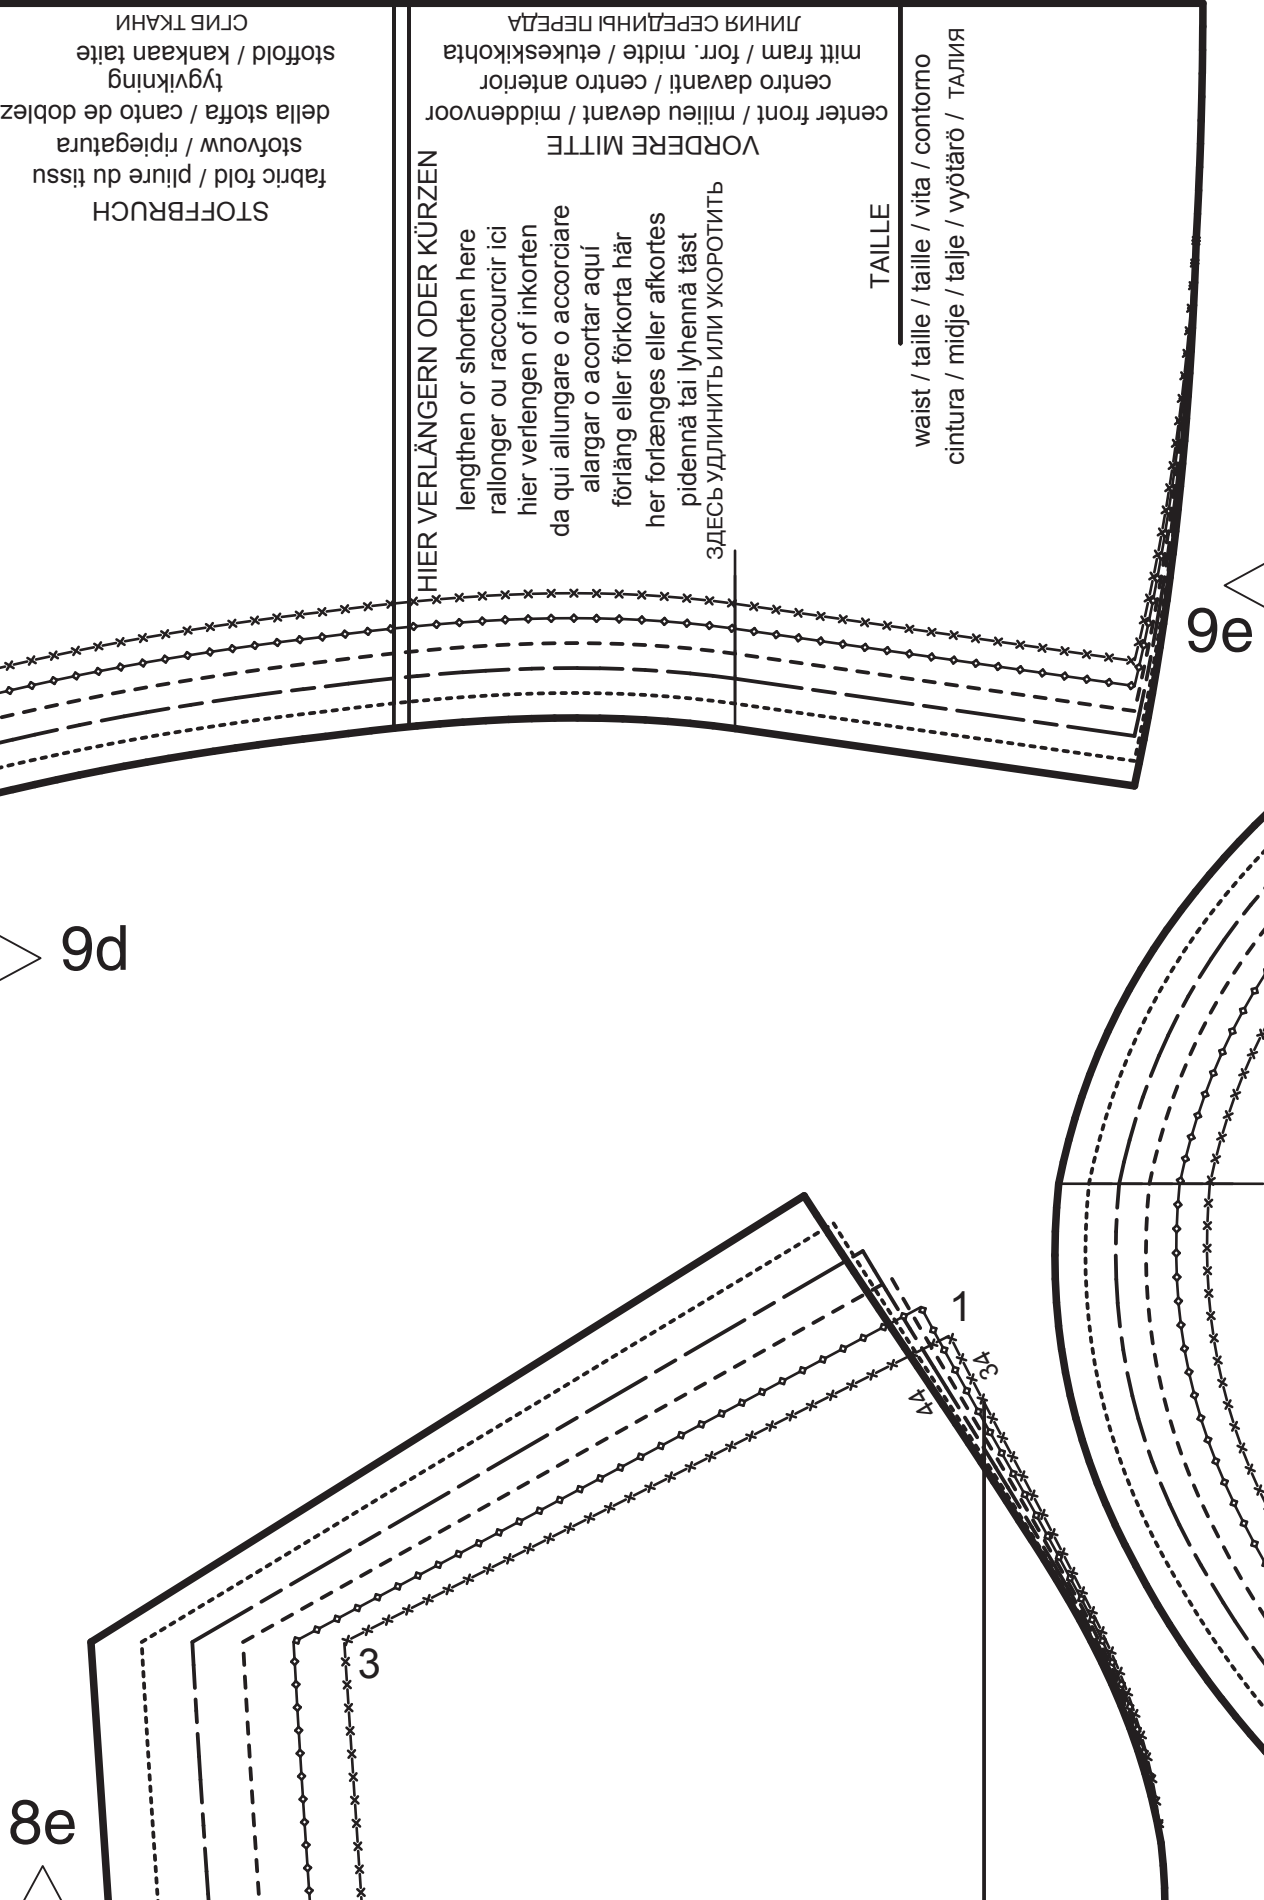 STOFFBRUCH
fabric fold / pliure du tissu
stofvouw / ripiegatura
della stoffa / canto de doblez
tygvikning
stoffold / kankaan taite
СГИБ ТКАНИ
VORDERE MITTE
center front / milieu devant / middenvoor
centro davanti / centro anterior
mitt fram / forr. midte / etukeskikohta
ЛИНИЯ СЕРЕДИНЫ ПЕРЕДА
HIER VERLÄNGERN ODER KÜRZEN
lengthen or shorten here
rallonger ou raccourcir ici
hier verlengen of inkorten
da qui allungare o accorciare
alargar o acortar aquí
förläng eller förkorta här
her forlænges eller afkortes
pidennä tai lyhennä täst
ЗДЕСЬ УДЛИНИТЬ ИЛИ УКОРОТИТЬ
TAILLE
waist / taille / taille / vita / contorno
cintura / midje / talje / vyötärö / ТАЛИЯ
9e
9d
1
34
44
3
8e